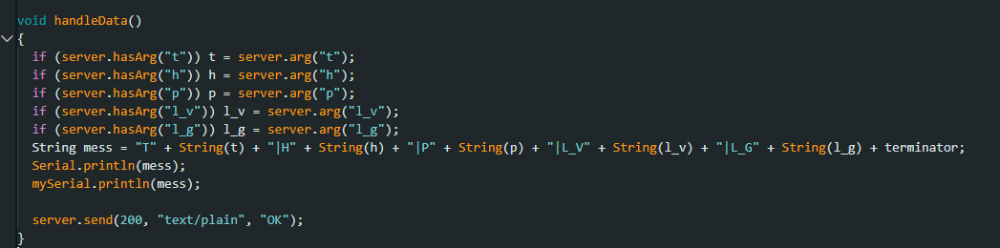 void handleData()
{
  if (server.hasArg("t")) t = server.arg("t");
  if (server.hasArg("h")) h = server.arg("h");
  if (server.hasArg("p")) p = server.arg("p");
  if (server.hasArg("l_v")) l_v = server.arg("l_v");
  if (server.hasArg("l_g")) l_g = server.arg("l_g");
  String mess = "T" + String(t) + "|H" + String(h) + "|P" + String(p) + "|L_V" + String(l_v) + "|L_G" + String(l_g) + terminator;
  Serial.println(mess);
  mySerial.println(mess);

  server.send(200, "text/plain", "OK");
}